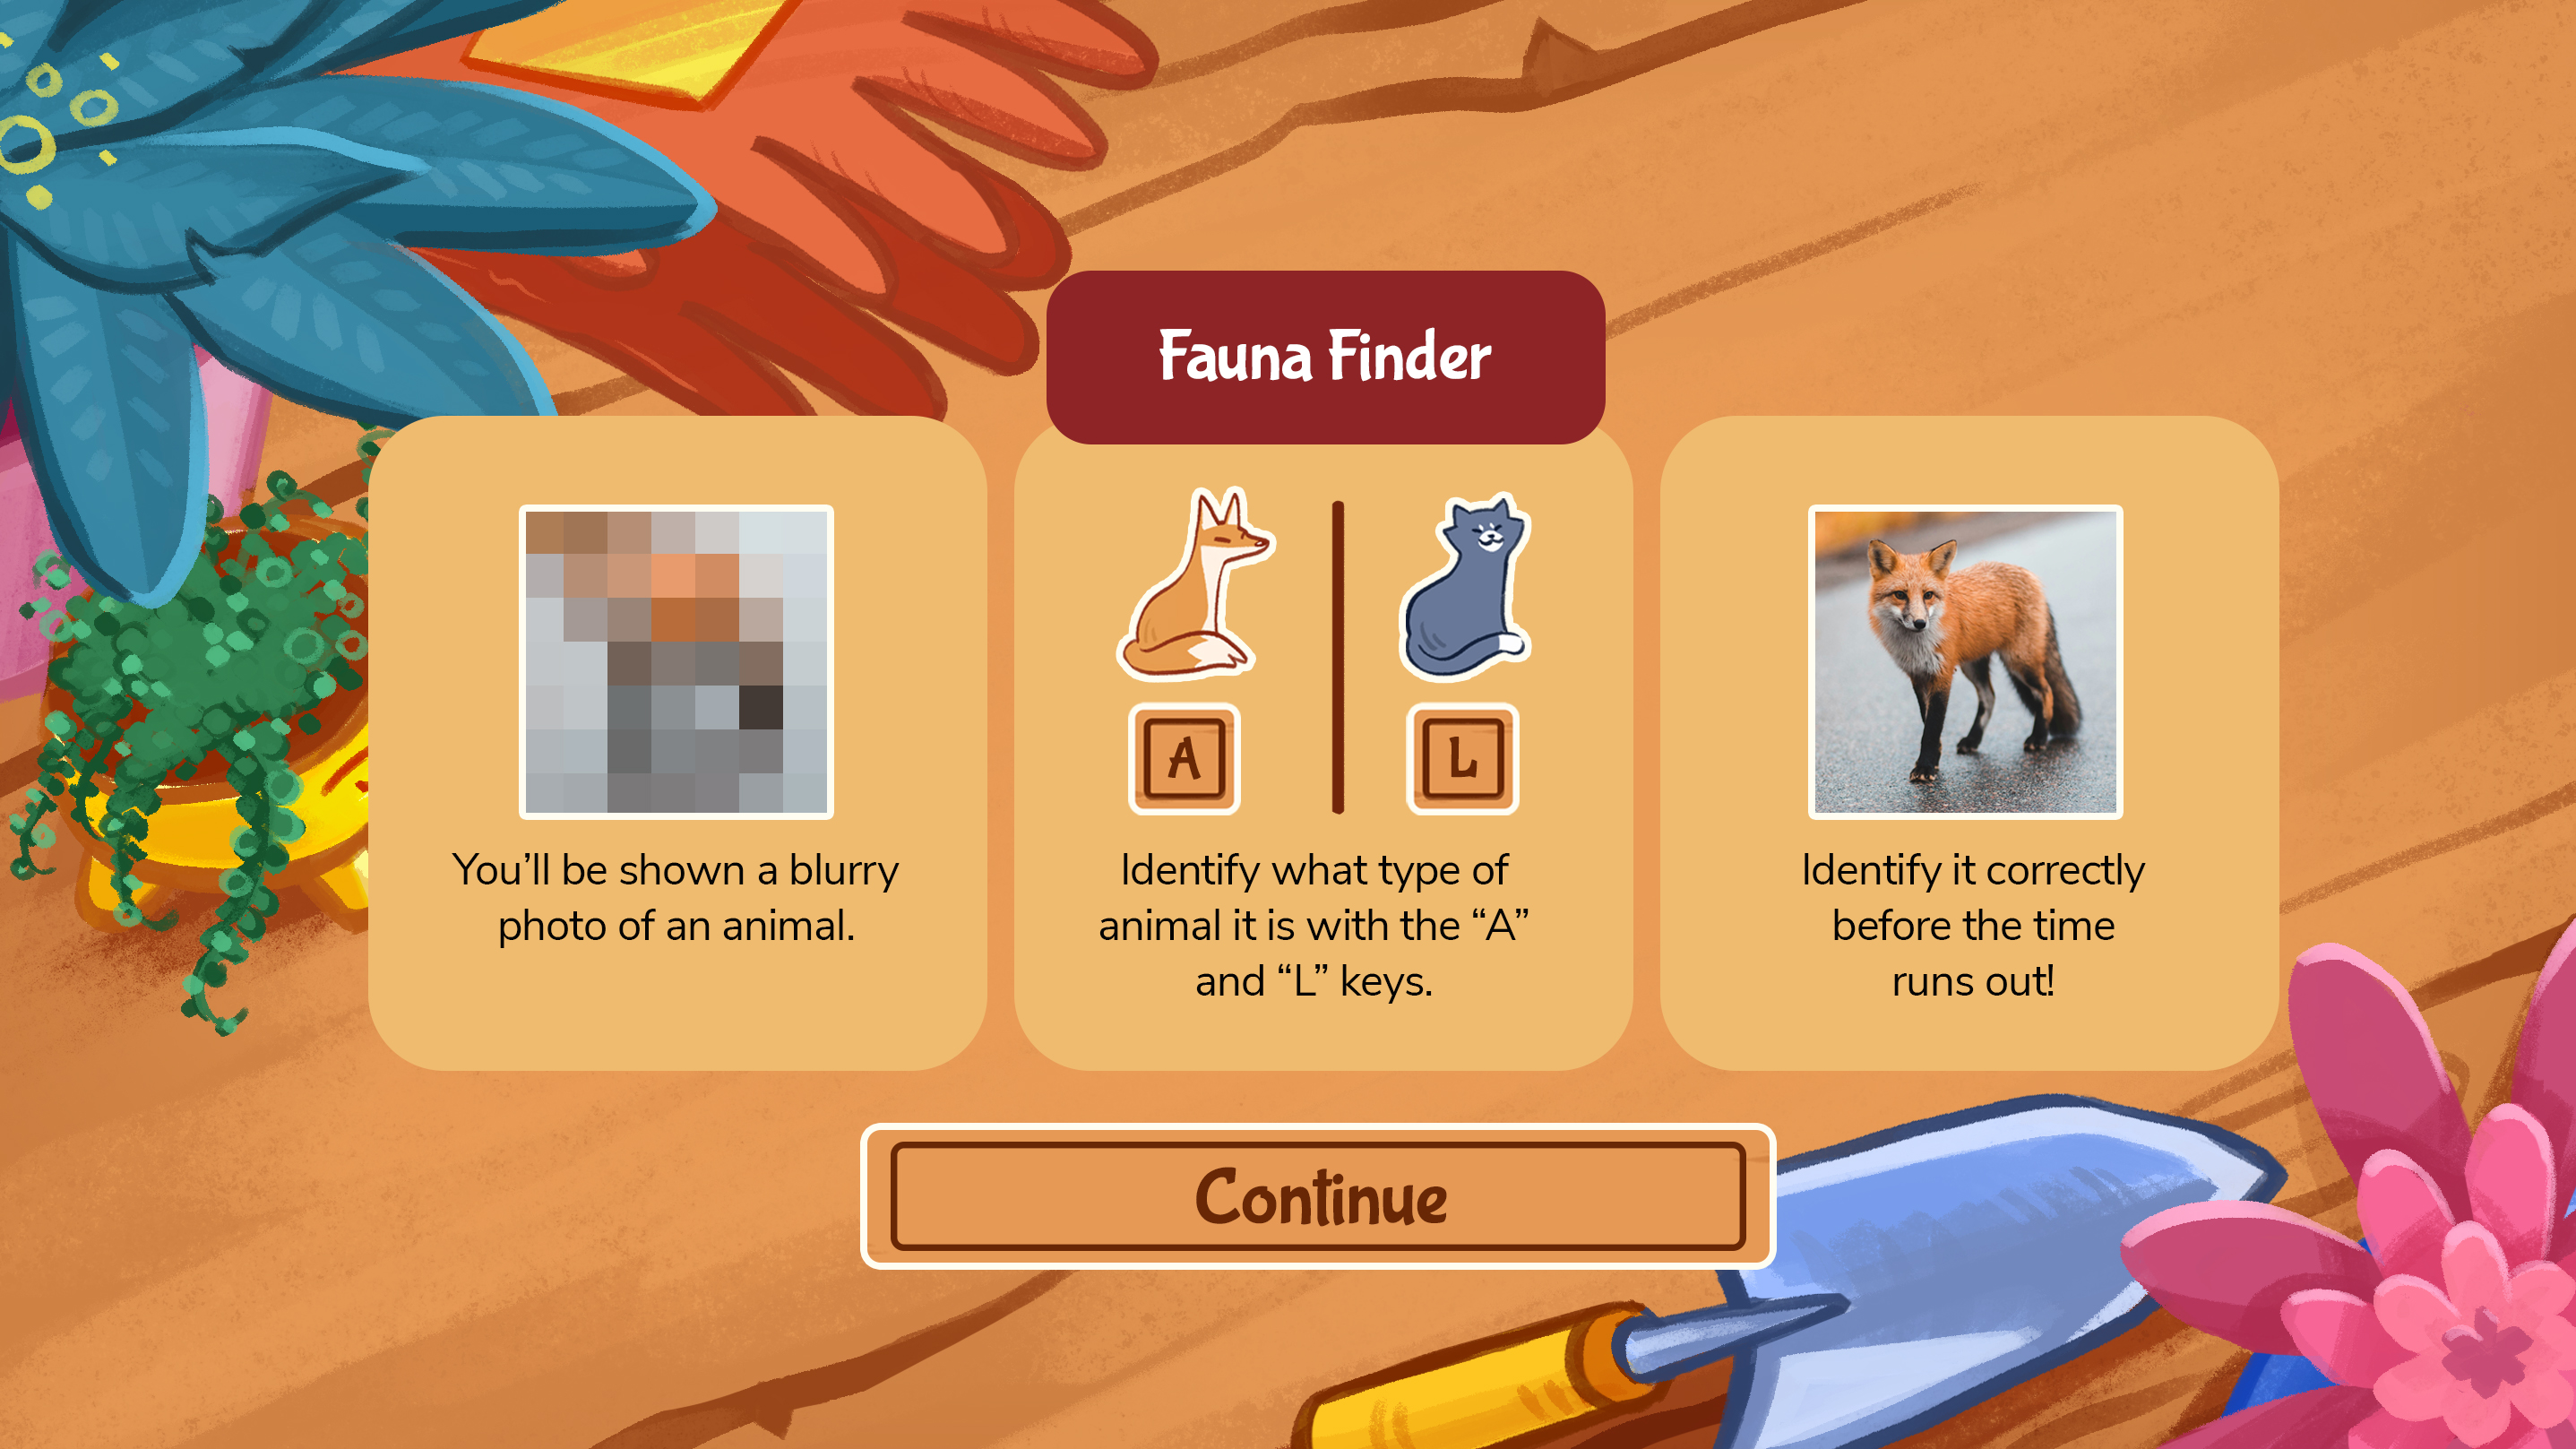 Fauna Finder
A
L
You’ll be shown a blurry
photo of an animal.
Identify what type of
animal it is with the “A”
and “L” keys.
Identify it correctly
before the time
runs out!
Continue